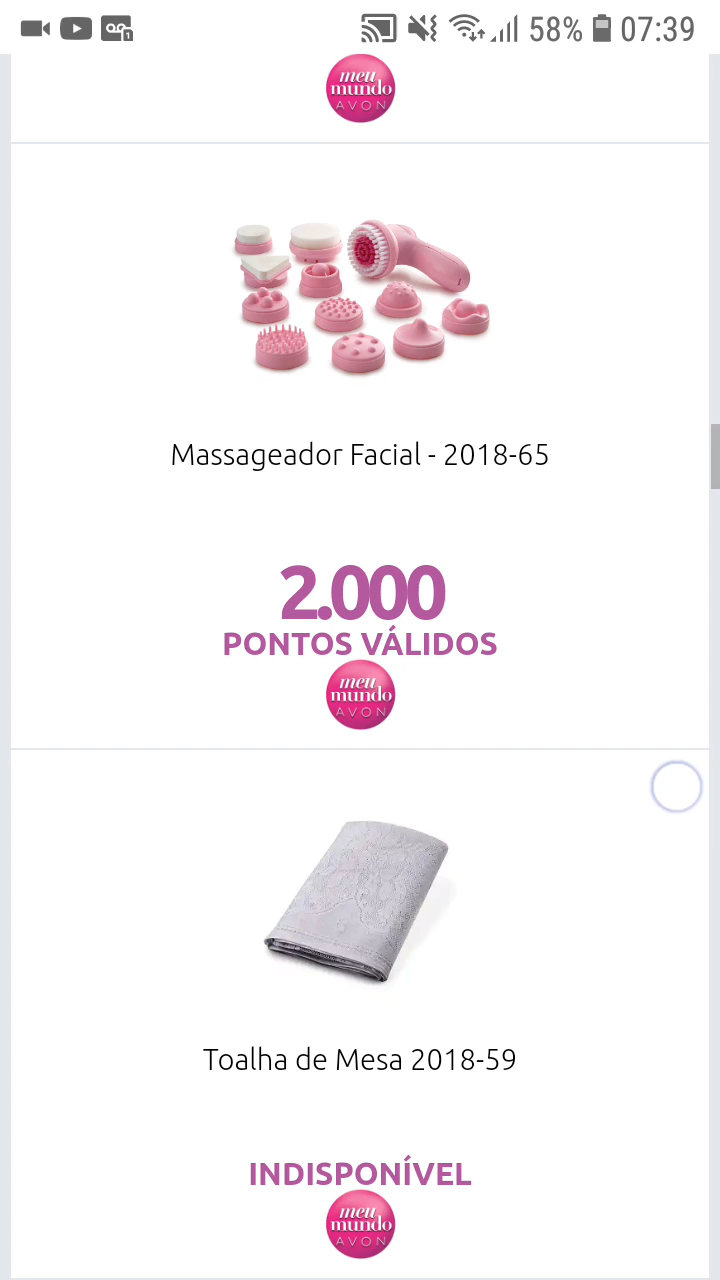 58% 07:39
meu
mundo
AVON
Massageador Facial - 2018-65
2.000
PONTOS VÁLIDOS
meu
mundo
AVON
Toalha de Mesa 2018-59
INDISPONÍVEL
meu
mundo
AVON